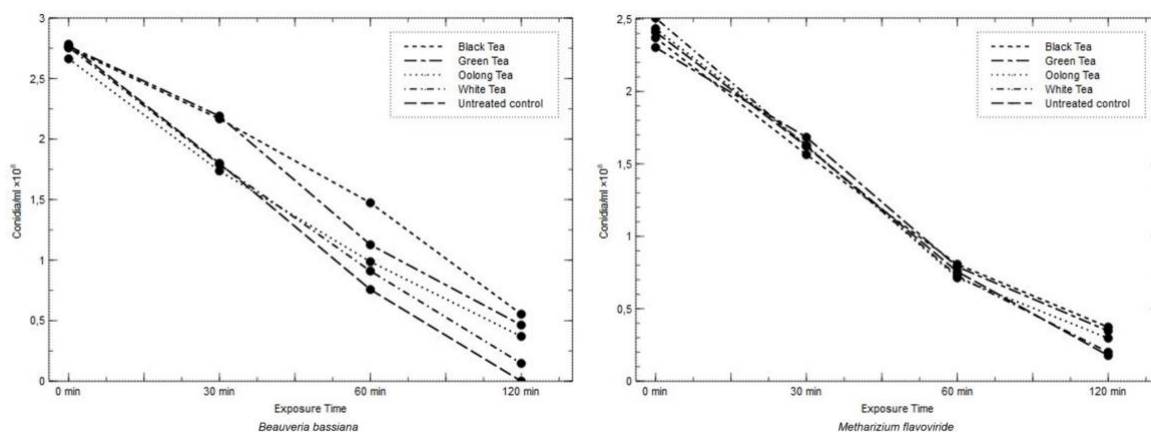 3
2,5
2
1,5
1
0,5
0
Conidia/ml ×10⁸
Black Tea
Green Tea
Oolong Tea
White Tea
Untreated control
0 min
30 min
60 min
120 min
Exposure Time
Beauveria bassiana
2,5
2
1,5
1
0,5
0
Conidia/ml ×10⁸
Black Tea
Green Tea
Oolong Tea
White Tea
Untreated control
0 min
30 min
60 min
120 min
Exposure Time
Metharizium flavoviride